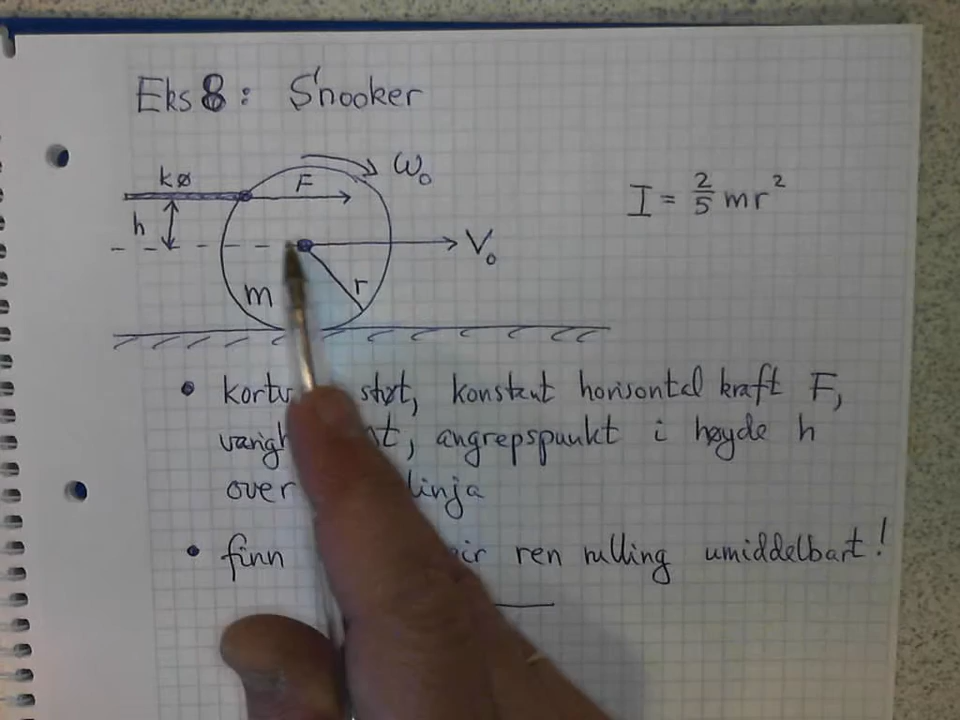 Eks 8: Snooker
kø
F
ω₀
h
V₀
m
r
I = 2/5 mr²
• støt, konstant horisontal kraft F,
angrepspunkt i høyde h
over linja
• finn ren rulling umiddelbart!